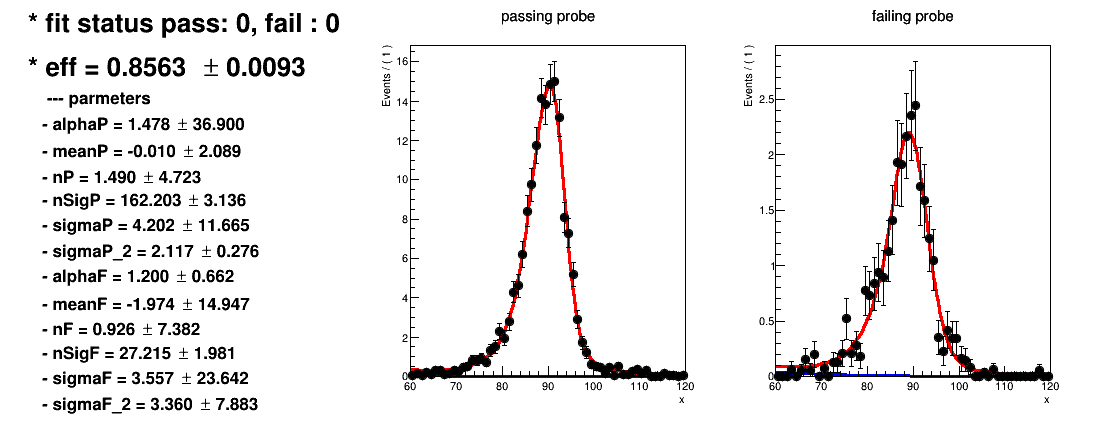 * fit status pass: 0, fail : 0
* eff = 0.8563 ± 0.0093
--- parmeters
- alphaP = 1.478 ± 36.900
- meanP = -0.010 ± 2.089
- nP = 1.490 ± 4.723
- nSigP = 162.203 ± 3.136
- sigmaP = 4.202 ± 11.665
- sigmaP_2 = 2.117 ± 0.276
- alphaF = 1.200 ± 0.662
- meanF = -1.974 ± 14.947
- nF = 0.926 ± 7.382
- nSigF = 27.215 ± 1.981
- sigmaF = 3.557 ± 23.642
- sigmaF_2 = 3.360 ± 7.883
passing probe
Events / ( 1 )
16
14
12
10
8
6
4
2
0
60 70 80 90 100 110 120
x
failing probe
Events / ( 1 )
2.5
2
1.5
1
0.5
0
60 70 80 90 100 110 120
x